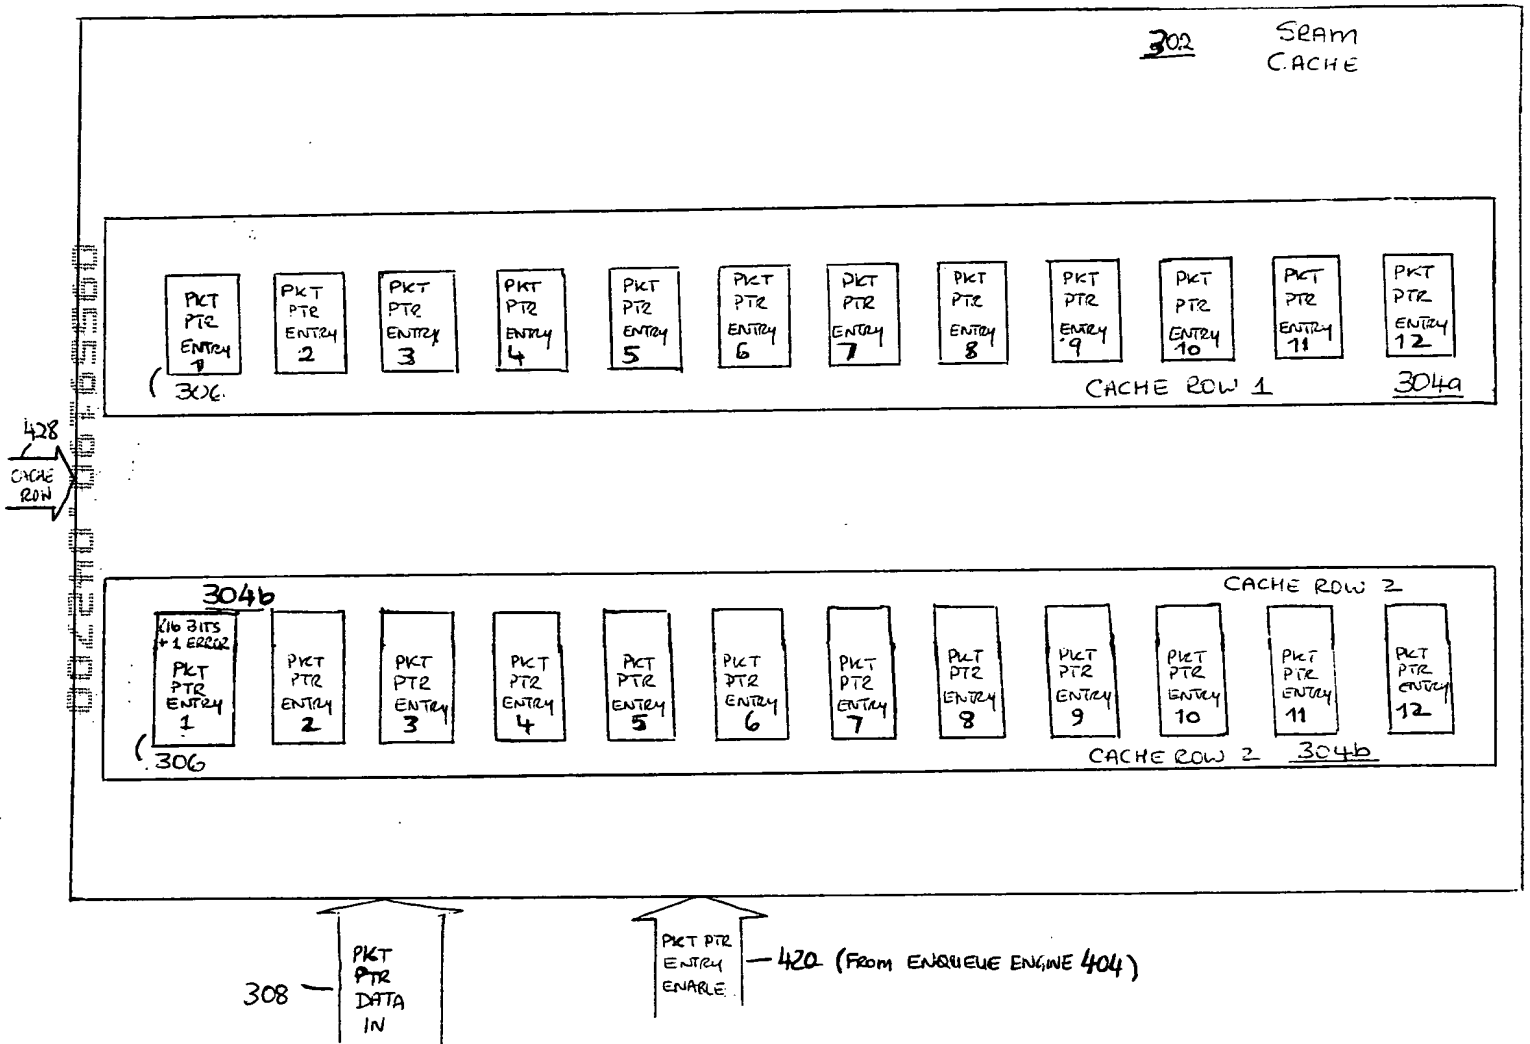 302
SRAM
CACHE
PKT
PTR
ENTRY
1
PKT
PTR
ENTRY
2
PKT
PTR
ENTRY
3
PKT
PTR
ENTRY
4
PKT
PTR
ENTRY
5
PKT
PTR
ENTRY
6
PKT
PTR
ENTRY
7
PKT
PTR
ENTRY
8
PKT
PTR
ENTRY
9
PKT
PTR
ENTRY
10
PKT
PTR
ENTRY
11
PKT
PTR
ENTRY
12
306
CACHE ROW 1
304a
428
CACHE
ROW
304b
CACHE ROW 2
16 BITS
+ 1 ERROR
PKT
PTR
ENTRY
1
PKT
PTR
ENTRY
2
PKT
PTR
ENTRY
3
PKT
PTR
ENTRY
4
PKT
PTR
ENTRY
5
PKT
PTR
ENTRY
6
PKT
PTR
ENTRY
7
PKT
PTR
ENTRY
8
PKT
PTR
ENTRY
9
PKT
PTR
ENTRY
10
PKT
PTR
ENTRY
11
PKT
PTR
ENTRY
12
306
CACHE ROW 2
304b
308
PKT
PTR
DATA
IN
PKT PTR
ENTRY
ENABLE
420 (FROM ENQUEUE ENGINE 404)